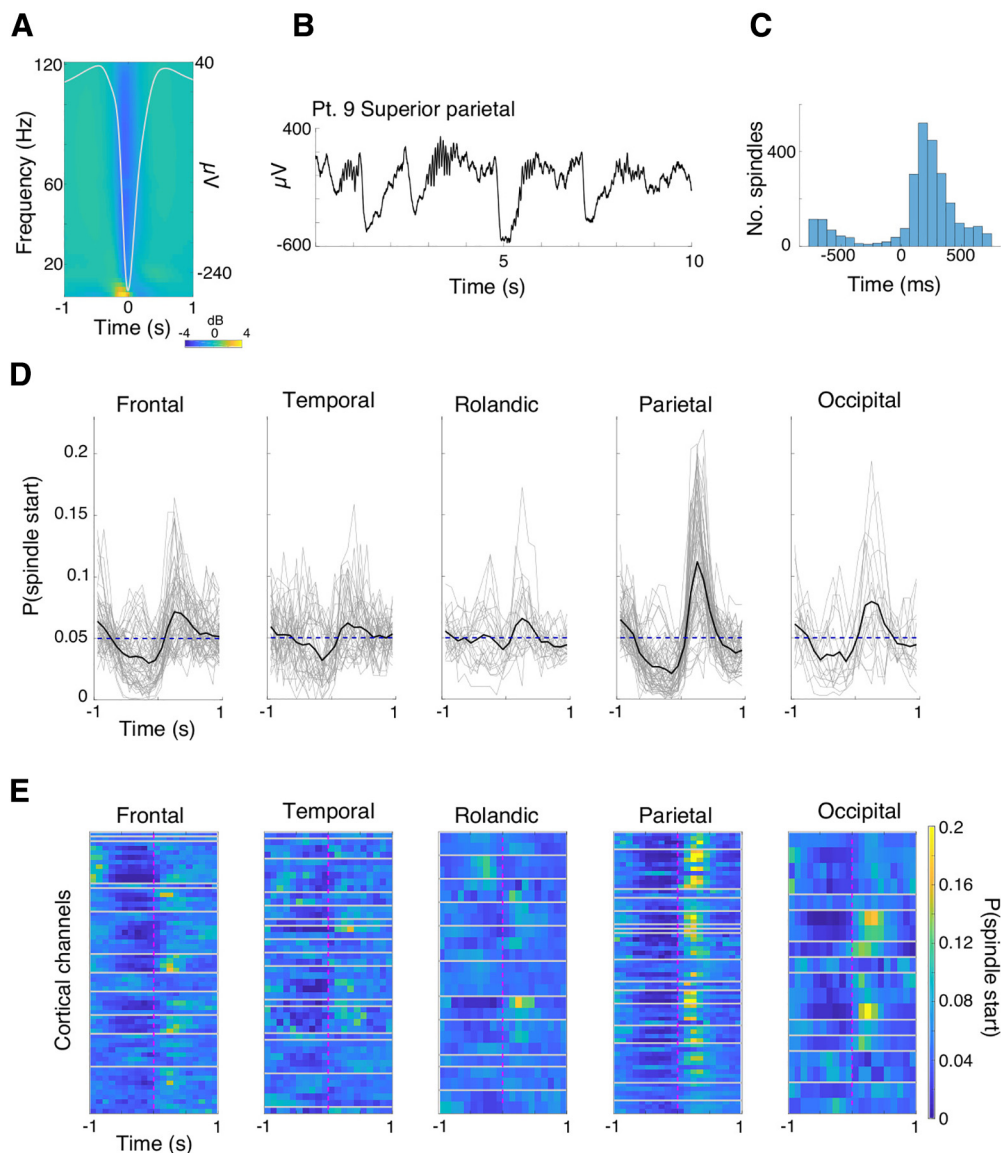 A
120
60
20
Frequency (Hz)
40
-240
µV
-1 0 1
Time (s)
dB
-4 0 4
B
Pt. 9 Superior parietal
400
µV
-600
5 10
Time (s)
C
No. spindles
400
0
-500 0 500
Time (ms)
D
Frontal Temporal Rolandic Parietal Occipital
P(spindle start)
0.2
0.15
0.1
0.05
0
-1 1 -1 1 -1 1 -1 1 -1 1
Time (s)
E
Frontal Temporal Rolandic Parietal Occipital
Cortical channels
0.2
0.16
0.12
0.08
0.04
0
P(spindle start)
-1 1 -1 1 -1 1 -1 1 -1 1
Time (s)